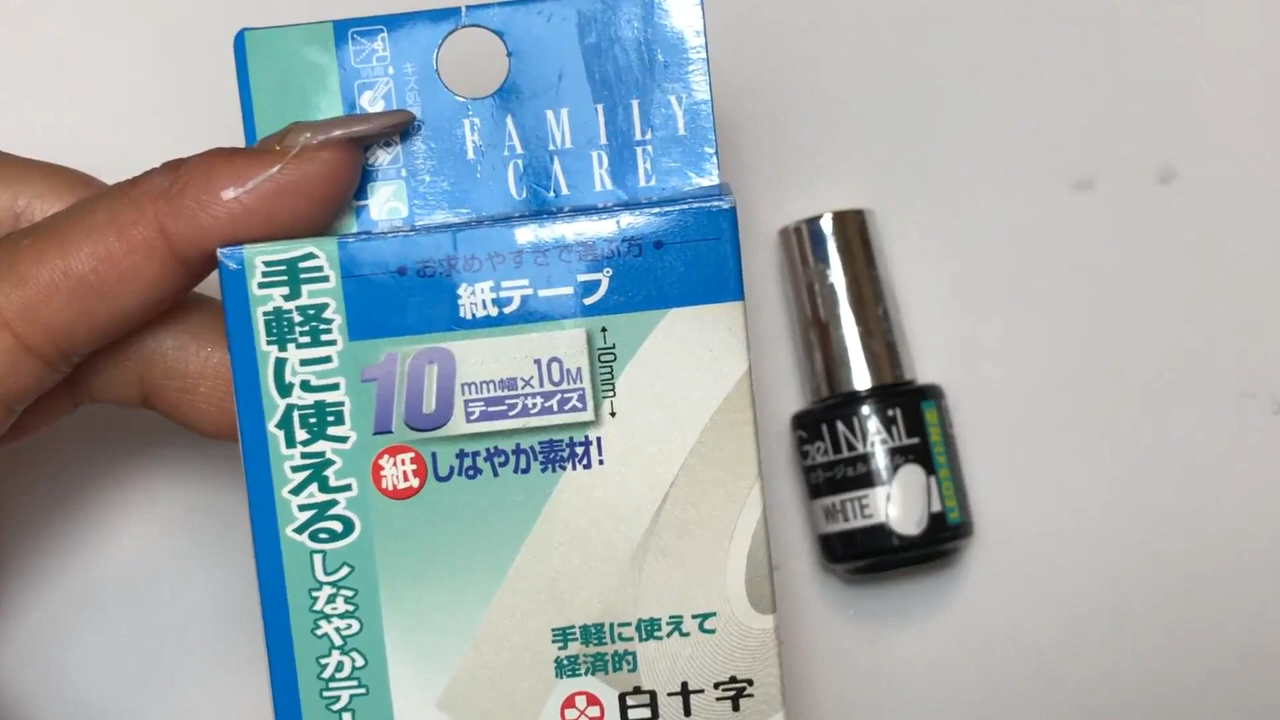 FAMILY
CARE
お求めやすさで選ぶ方
紙テープ
手軽に使えるしなやかテー
10mm幅×10M
テープサイズ
10mm
紙しなやか素材!
手軽に使えて
経済的
白十字
Gel NAiL
WHITE